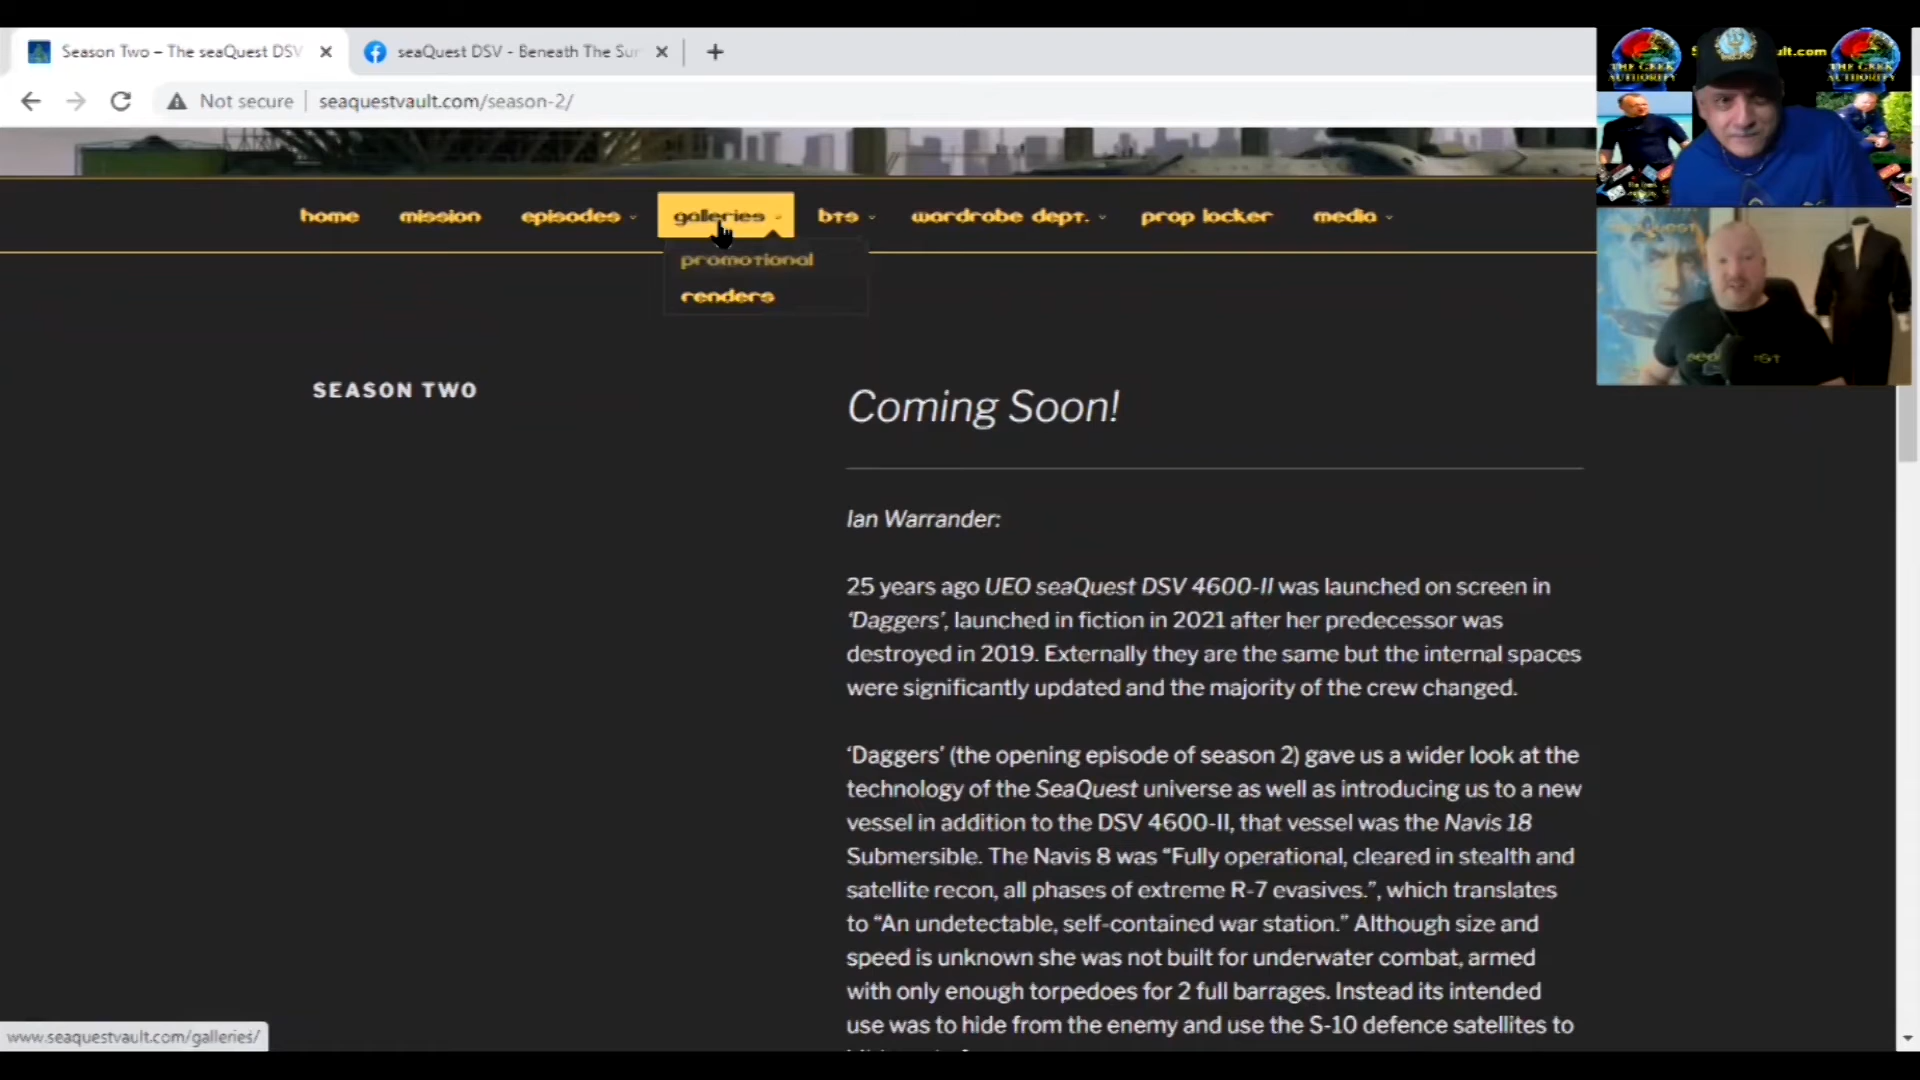 Season Two – The seaQuest DSV
seaQuest DSV - Beneath The Sur
Not secure
seaquestvault.com/season-2/
ult.com
THE GEEK AUTHORITY
THE GEEK AUTHORITY
home mission episodes galleries bts wardrobe dept. prop locker media
promotional
renders
SEASON TWO
Coming Soon!
Ian Warrander:
25 years ago UEO seaQuest DSV 4600-II was launched on screen in
‘Daggers’, launched in fiction in 2021 after her predecessor was
destroyed in 2019. Externally they are the same but the internal spaces
were significantly updated and the majority of the crew changed.
‘Daggers’ (the opening episode of season 2) gave us a wider look at the
technology of the SeaQuest universe as well as introducing us to a new
vessel in addition to the DSV 4600-II, that vessel was the Navis 18
Submersible. The Navis 8 was “Fully operational, cleared in stealth and
satellite recon, all phases of extreme R-7 evasives.”, which translates
to “An undetectable, self-contained war station.” Although size and
speed is unknown she was not built for underwater combat, armed
with only enough torpedoes for 2 full barrages. Instead its intended
use was to hide from the enemy and use the S-10 defence satellites to
www.seaquestvault.com/galleries/